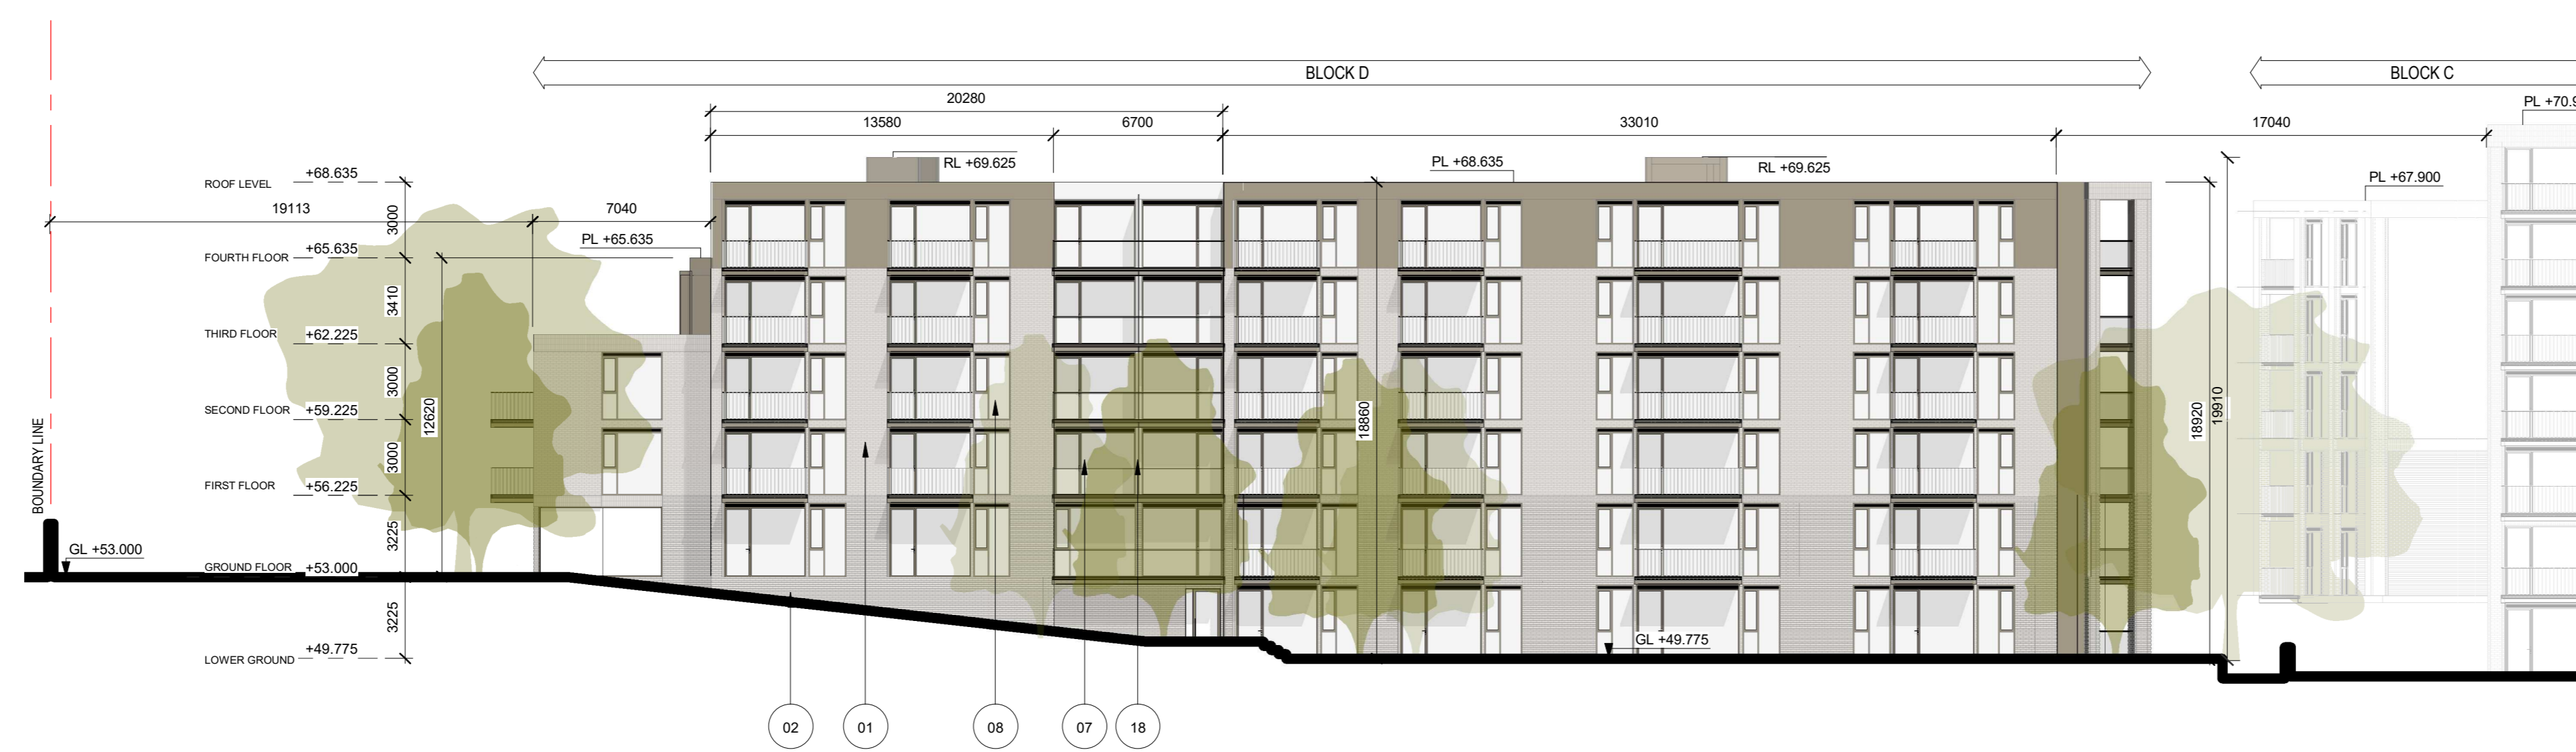 BLOCK D
BLOCK C
20280
PL +70.9
13580
6700
33010
17040
RL +69.625
PL +68.635
RL +69.625
ROOF LEVEL
+68.635
PL +67.900
19113
7040
3000
PL +65.635
FOURTH FLOOR
+65.635
3410
THIRD FLOOR
+62.225
3000
SECOND FLOOR
+59.225
12620
18860
18920
19910
BOUNDARY LINE
3000
FIRST FLOOR
+56.225
3225
GL +53.000
GROUND FLOOR
+53.000
3225
GL +49.775
LOWER GROUND
+49.775
02
01
08
07
18